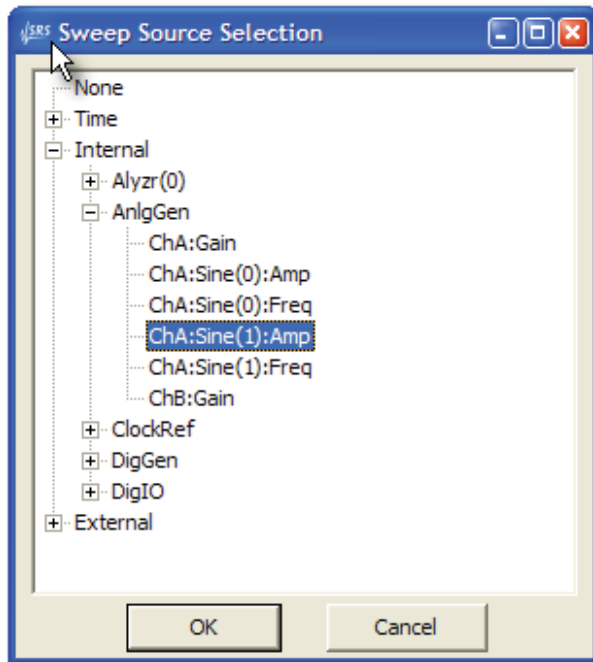 SRS Sweep Source Selection
None
Time
Internal
Alyzr(0)
AnlgGen
ChA:Gain
ChA:Sine(0):Amp
ChA:Sine(0):Freq
ChA:Sine(1):Amp
ChA:Sine(1):Freq
ChB:Gain
ClockRef
DigGen
DigIO
External
OK Cancel